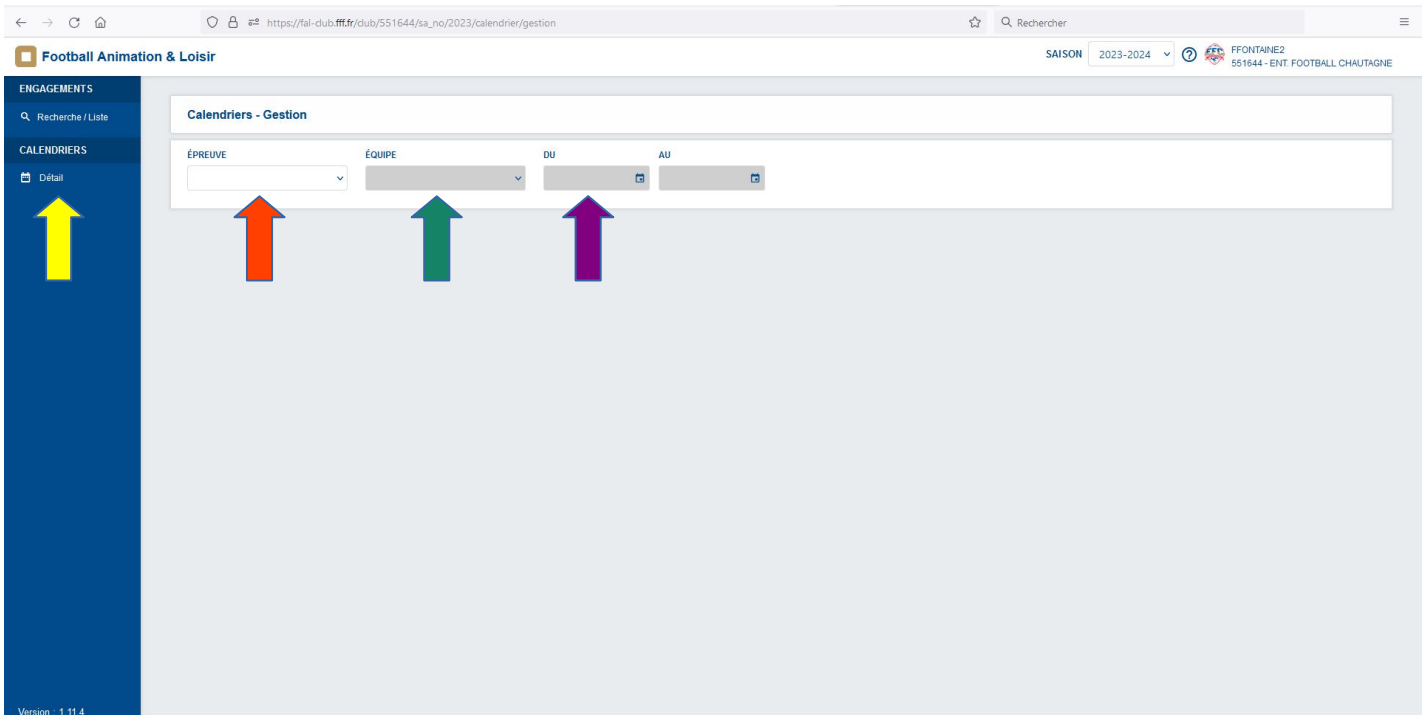 https://fal-club.fff.fr/club/551644/sa_no/2023/calendrier/gestion
Rechercher
Football Animation & Loisir
SAISON
2023-2024
FFONTAINE2
551644 - ENT. FOOTBALL CHAUTAGNE
ENGAGEMENTS
Recherche / Liste
Calendriers - Gestion
CALENDRIERS
Détail
ÉPREUVE
ÉQUIPE
DU
AU
Version : 1.11.4